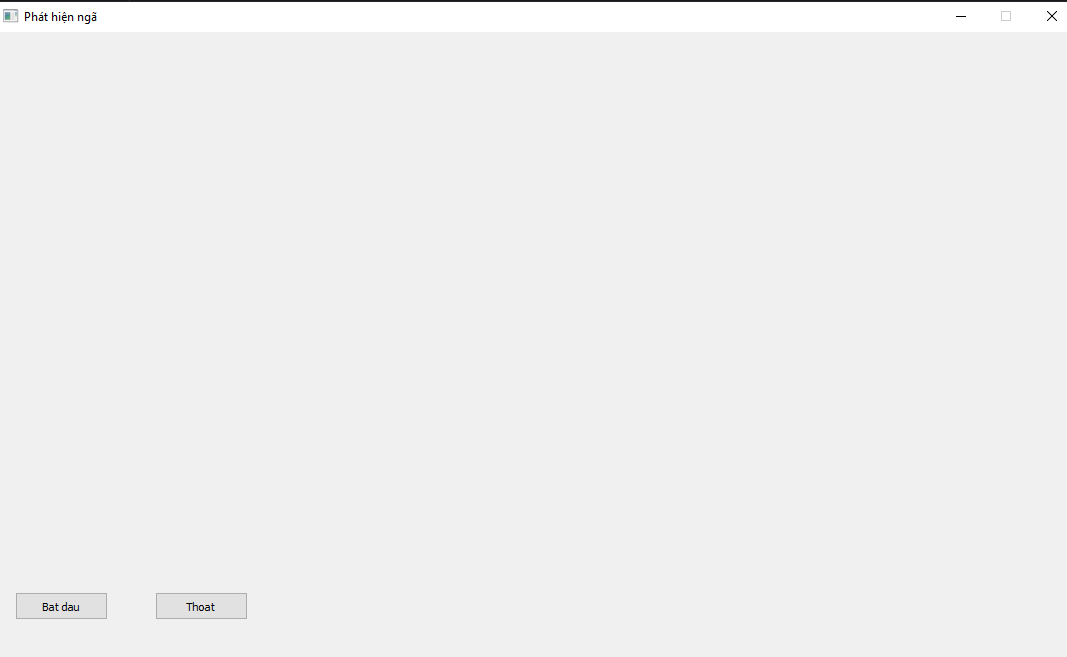 Phát hiện ngã
Bat dau
Thoat